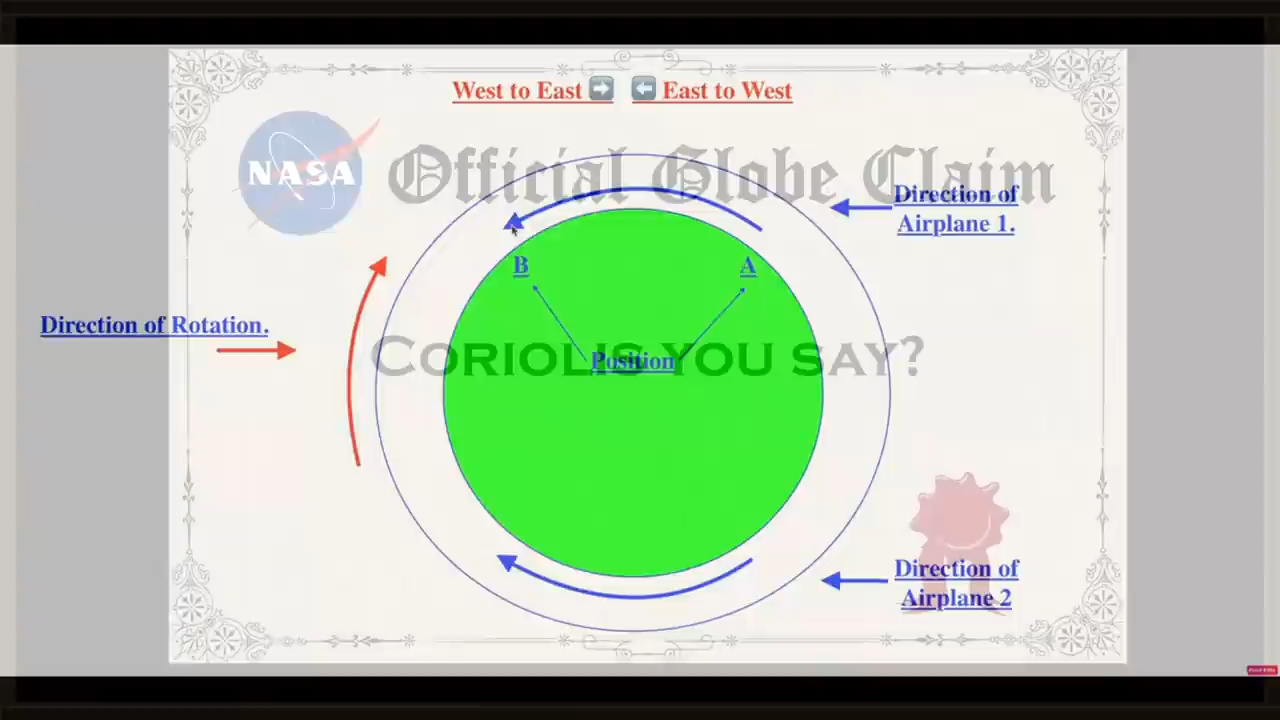 West to East ➡ ⬅ East to West
NASA Official Globe Claim
Direction of
Airplane 1.
B A
Direction of Rotation.
Position
CORIOLIS YOU SAY?
Direction of
Airplane 2